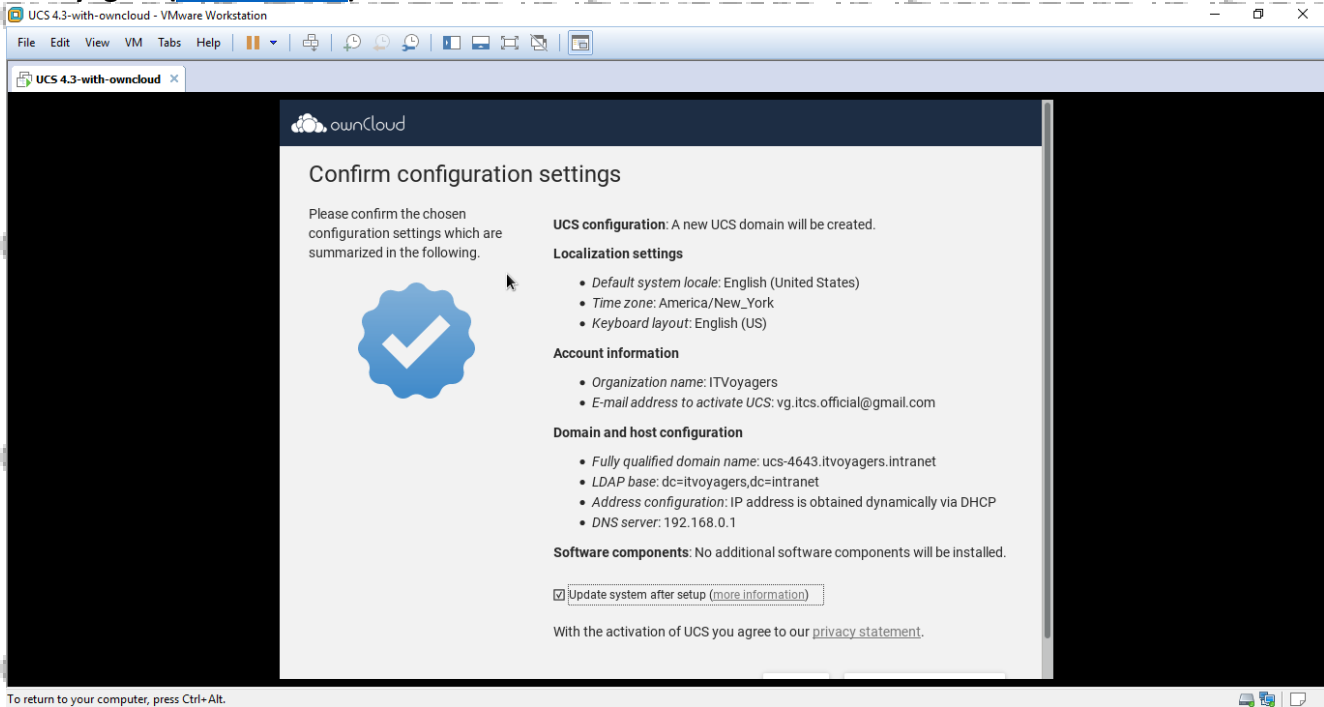 UCS 4.3-with-owncloud - VMware Workstation
File Edit View VM Tabs Help
UCS 4.3-with-owncloud
ownCloud
Confirm configuration settings
Please confirm the chosen
configuration settings which are
summarized in the following.
UCS configuration: A new UCS domain will be created.
Localization settings
• Default system locale: English (United States)
• Time zone: America/New_York
• Keyboard layout: English (US)
Account information
• Organization name: ITVoyagers
• E-mail address to activate UCS: vg.itcs.official@gmail.com
Domain and host configuration
• Fully qualified domain name: ucs-4643.itvoyagers.intranet
• LDAP base: dc=itvoyagers,dc=intranet
• Address configuration: IP address is obtained dynamically via DHCP
• DNS server: 192.168.0.1
Software components: No additional software components will be installed.
Update system after setup (more information)
With the activation of UCS you agree to our privacy statement.
To return to your computer, press Ctrl+Alt.